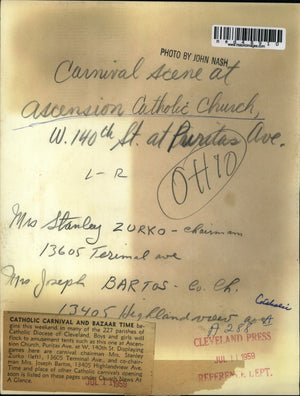 PHOTO BY JOHN NASH
Carnival scene at
Ascension Catholic Church,
W. 140th St. at Puritas Ave.
OHIO
L - R
Mrs Stanley ZURKO - chairman
13605 Terimal ave
Mrs Joseph BARTOS - Co. Ch.
13405 Highlandview
CATHOLIC CARNIVAL AND BAZAAR TIME be-
gins this weekend in many of the 227 parishes of
Catholic Diocese of Cleveland. Boys and girls will
flock to amusement tents such as this one at Ascen-
sion Church, Puritas Ave. at W. 140th St. Displaying
games here are carnival chairman Mrs. Stanley
Zurko (left), 13605 Terminal Ave., and co-chair-
man Mrs. Joseph Bartos, 13405 Highlandview Ave.
Time and place of other Catholic carnivals opening
soon is listed on these pages under Church News At
A Glance.
JUL 1959
A 288
CLEVELAND PRESS
JUL 11 1959
REFERENCE DEPT.